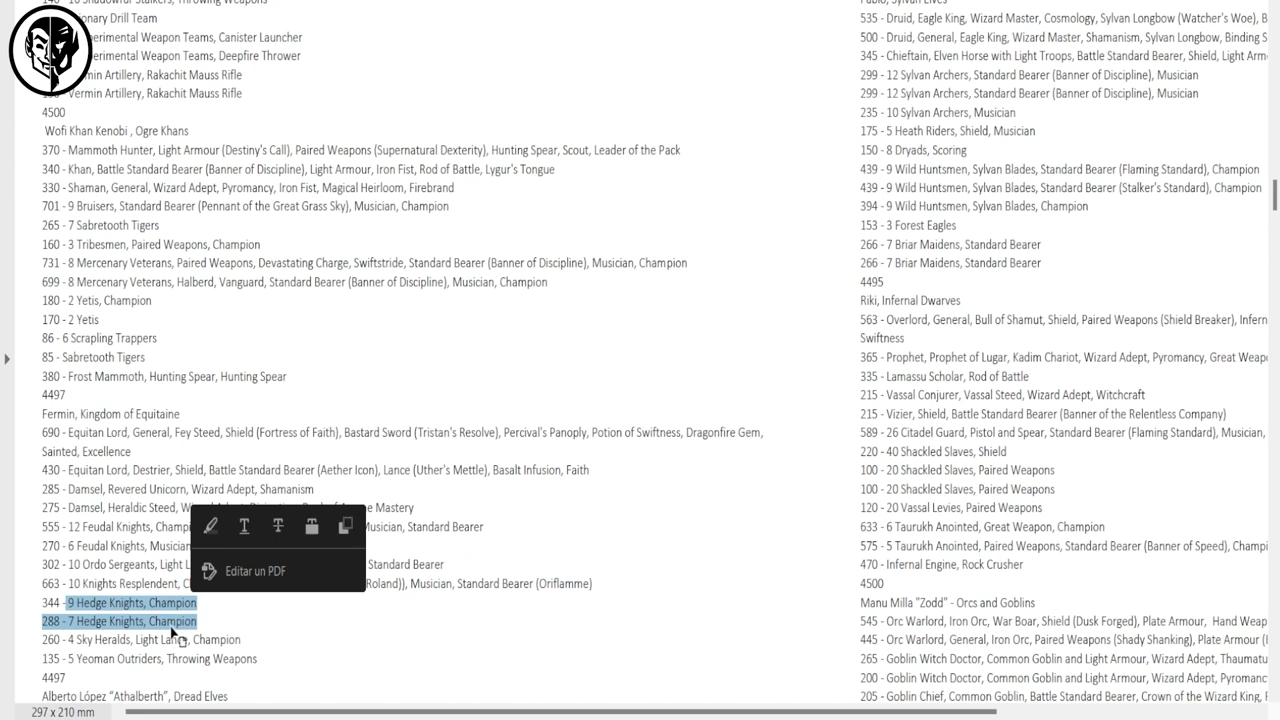 10 Shadowfur Stalkers, Throwing Weapons
Drill Team
Weapon Teams, Canister Launcher
Weapon Teams, Deepfire Thrower
Artillery, Rakachit Mauss Rifle
Vermin Artillery, Rakachit Mauss Rifle
4500
Wofi Khan Kenobi , Ogre Khans
370 - Mammoth Hunter, Light Armour (Destiny's Call), Paired Weapons (Supernatural Dexterity), Hunting Spear, Scout, Leader of the Pack
340 - Khan, Battle Standard Bearer (Banner of Discipline), Light Armour, Iron Fist, Rod of Battle, Lygur's Tongue
330 - Shaman, General, Wizard Adept, Pyromancy, Iron Fist, Magical Heirloom, Firebrand
701 - 9 Bruisers, Standard Bearer (Pennant of the Great Grass Sky), Musician, Champion
265 - 7 Sabretooth Tigers
160 - 3 Tribesmen, Paired Weapons, Champion
731 - 8 Mercenary Veterans, Paired Weapons, Devastating Charge, Swiftstride, Standard Bearer (Banner of Discipline), Musician, Champion
699 - 8 Mercenary Veterans, Halberd, Vanguard, Standard Bearer (Banner of Discipline), Musician, Champion
180 - 2 Yetis, Champion
170 - 2 Yetis
86 - 6 Scrapling Trappers
85 - Sabretooth Tigers
380 - Frost Mammoth, Hunting Spear, Hunting Spear
4497
Fermin, Kingdom of Equitaine
690 - Equitan Lord, General, Fey Steed, Shield (Fortress of Faith), Bastard Sword (Tristan's Resolve), Percival's Panoply, Potion of Swiftness, Dragonfire Gem,
Sainted, Excellence
430 - Equitan Lord, Destrier, Shield, Battle Standard Bearer (Aether Icon), Lance (Uther's Mettle), Basalt Infusion, Faith
285 - Damsel, Revered Unicorn, Wizard Adept, Shamanism
275 - Damsel, Heraldic Steed, Mastery
555 - 12 Feudal Knights, Musician, Standard Bearer
270 - 6 Feudal Knights,
302 - 10 Ordo Sergeants, Light Standard Bearer
663 - 10 Knights Resplendent, Roland)), Musician, Standard Bearer (Oriflamme)
344 - 9 Hedge Knights, Champion
288 - 7 Hedge Knights, Champion
260 - 4 Sky Heralds, Light Lance, Champion
135 - 5 Yeoman Outriders, Throwing Weapons
4497
Alberto López “Athalberth”, Dread Elves
Editar un PDF
297 x 210 mm
Pablo, Sylvan Elves
535 - Druid, Eagle King, Wizard Master, Cosmology, Sylvan Longbow (Watcher's Woe),
500 - Druid, General, Eagle King, Wizard Master, Shamanism, Sylvan Longbow, Binding
345 - Chieftain, Elven Horse with Light Troops, Battle Standard Bearer, Shield, Light
299 - 12 Sylvan Archers, Standard Bearer (Banner of Discipline), Musician
299 - 12 Sylvan Archers, Standard Bearer (Banner of Discipline), Musician
235 - 10 Sylvan Archers, Musician
175 - 5 Heath Riders, Shield, Musician
150 - 8 Dryads, Scoring
439 - 9 Wild Huntsmen, Sylvan Blades, Standard Bearer (Flaming Standard), Champion
439 - 9 Wild Huntsmen, Sylvan Blades, Standard Bearer (Stalker's Standard), Champion
394 - 9 Wild Huntsmen, Sylvan Blades, Champion
153 - 3 Forest Eagles
266 - 7 Briar Maidens, Standard Bearer
266 - 7 Briar Maidens, Standard Bearer
4495
Riki, Infernal Dwarves
563 - Overlord, General, Bull of Shamut, Shield, Paired Weapons (Shield Breaker),
Swiftness
365 - Prophet, Prophet of Lugar, Kadim Chariot, Wizard Adept, Pyromancy, Great
335 - Lamassu Scholar, Rod of Battle
215 - Vassal Conjurer, Vassal Steed, Wizard Adept, Witchcraft
215 - Vizier, Shield, Battle Standard Bearer (Banner of the Relentless Company)
589 - 26 Citadel Guard, Pistol and Spear, Standard Bearer (Flaming Standard), Musician,
220 - 40 Shackled Slaves, Shield
100 - 20 Shackled Slaves, Paired Weapons
100 - 20 Shackled Slaves, Paired Weapons
120 - 20 Vassal Levies, Paired Weapons
633 - 6 Taurukh Anointed, Great Weapon, Champion
575 - 5 Taurukh Anointed, Paired Weapons, Standard Bearer (Banner of Speed),
470 - Infernal Engine, Rock Crusher
4500
Manu Milla "Zodd" - Orcs and Goblins
545 - Orc Warlord, Iron Orc, War Boar, Shield (Dusk Forged), Plate Armour, Hand
445 - Orc Warlord, General, Iron Orc, Paired Weapons (Shady Shanking), Plate Armour
265 - Goblin Witch Doctor, Common Goblin and Light Armour, Wizard Adept,
200 - Goblin Witch Doctor, Common Goblin and Light Armour, Wizard Adept,
205 - Goblin Chief, Common Goblin, Battle Standard Bearer, Crown of the Wizard King,